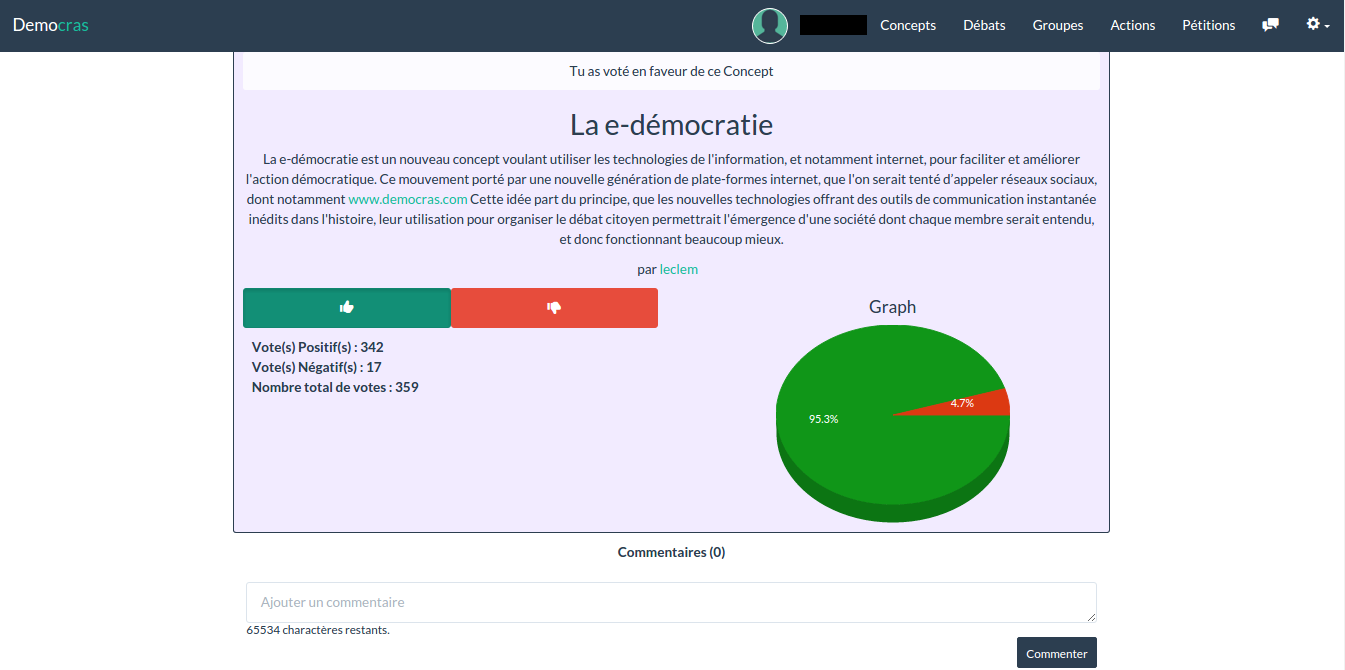 Democras
Concepts
Débats
Groupes
Actions
Pétitions
Tu as voté en faveur de ce Concept
La e-démocratie
La e-démocratie est un nouveau concept voulant utiliser les technologies de l'information, et notamment internet, pour faciliter et améliorer
l'action démocratique. Ce mouvement porté par une nouvelle génération de plate-formes internet, que l'on serait tenté d’appeler réseaux sociaux,
dont notamment www.democras.com Cette idée part du principe, que les nouvelles technologies offrant des outils de communication instantanée
inédits dans l'histoire, leur utilisation pour organiser le débat citoyen permettrait l'émergence d'une société dont chaque membre serait entendu,
et donc fonctionnant beaucoup mieux.
par leclem
Vote(s) Positif(s) : 342
Vote(s) Négatif(s) : 17
Nombre total de votes : 359
Graph
4.7%
95.3%
Commentaires (0)
Ajouter un commentaire
65534 charactères restants.
Commenter